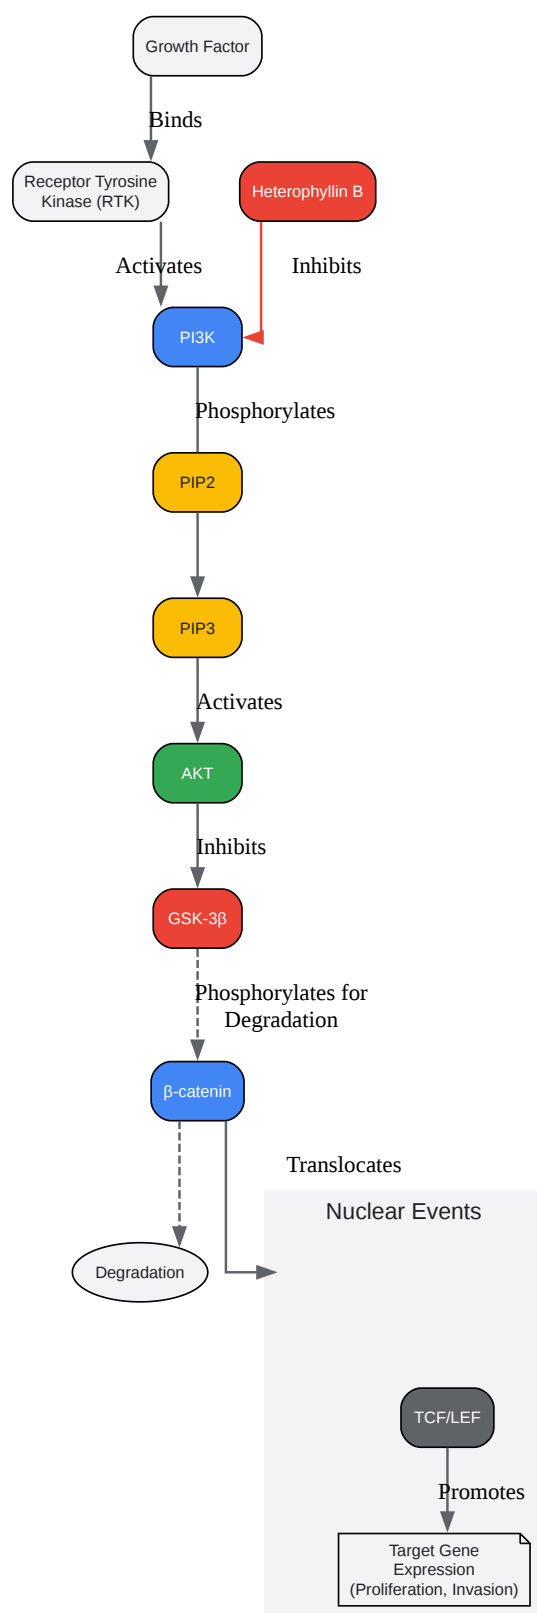 Growth Factor
Binds
Receptor Tyrosine
Kinase (RTK)
Heterophyllin B
Activates
Inhibits
PI3K
Phosphorylates
PIP2
PIP3
Activates
AKT
Inhibits
GSK-3β
Phosphorylates for
Degradation
β-catenin
Translocates
Nuclear Events
Degradation
TCF/LEF
Promotes
Target Gene
Expression
(Proliferation, Invasion)